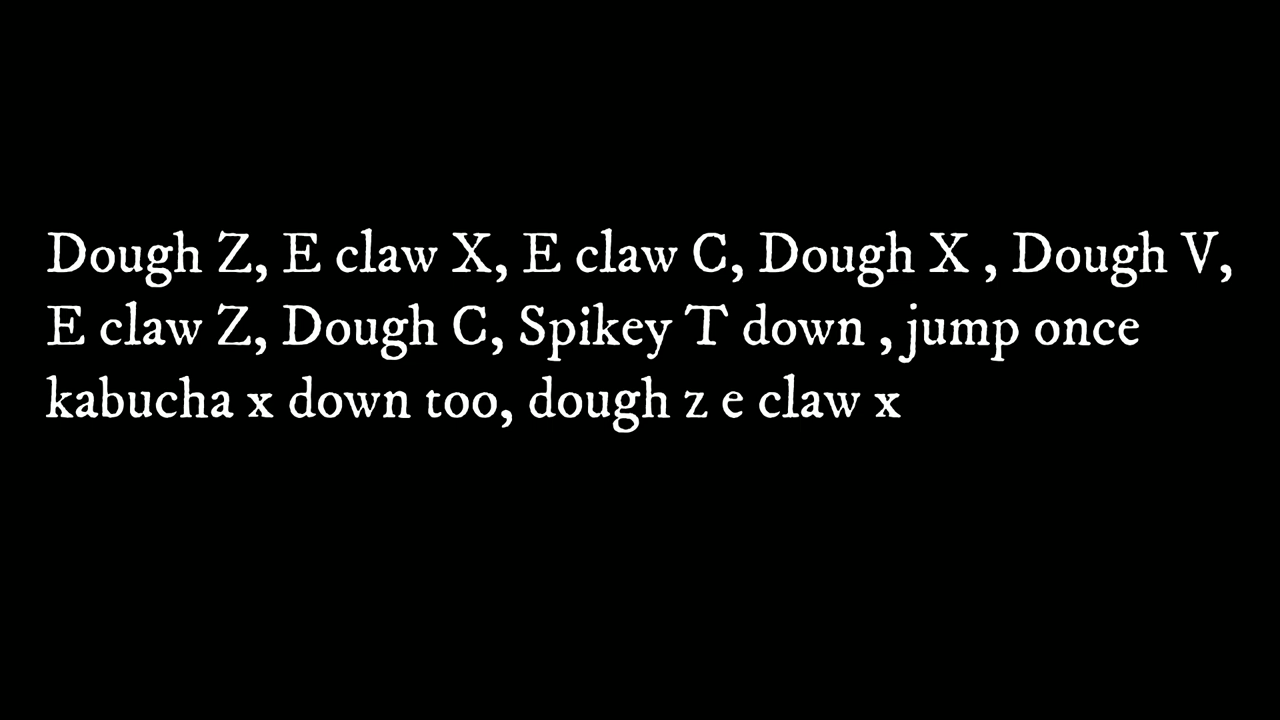 Dough Z, E claw X, E claw C, Dough X , Dough V,
E claw Z, Dough C, Spikey T down , jump once
kabucha x down too, dough z e claw x